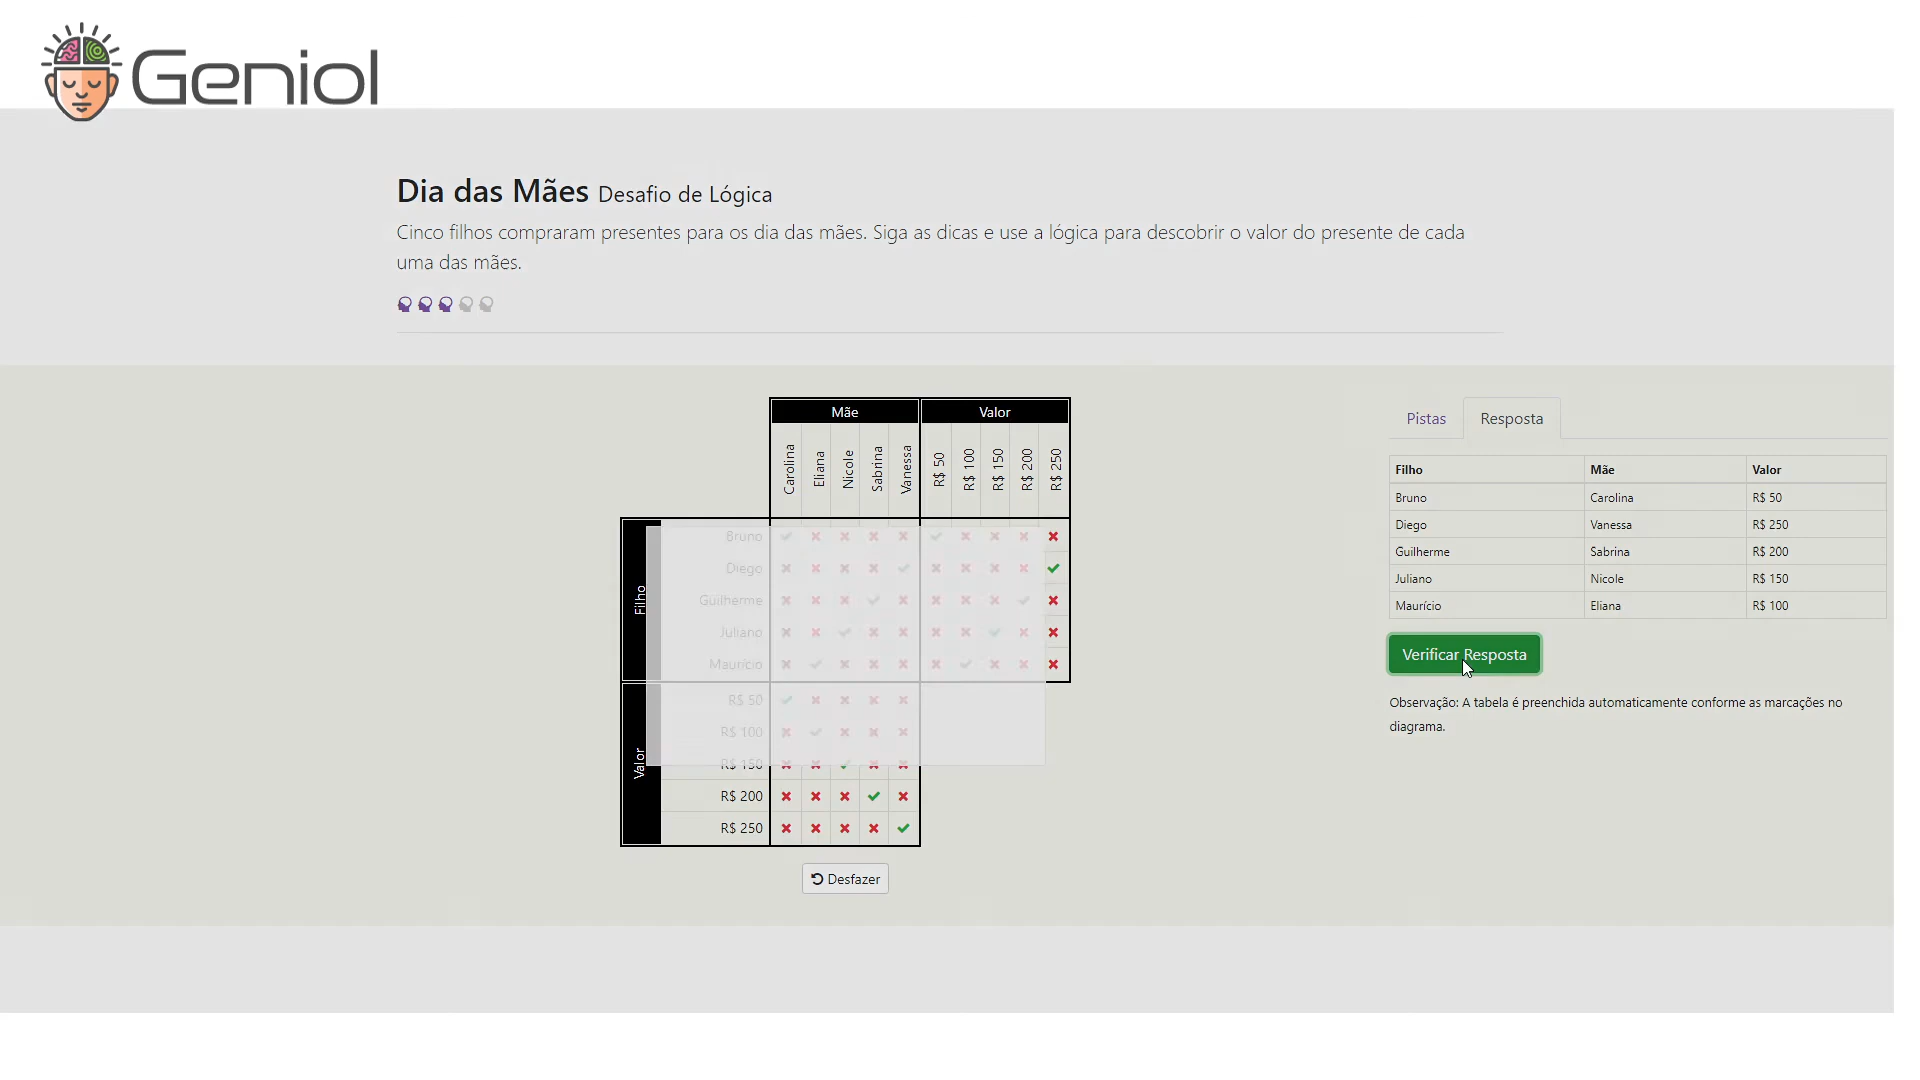 Geniol
Dia das Mães Desafio de Lógica
Cinco filhos compraram presentes para os dia das mães. Siga as dicas e use a lógica para descobrir o valor do presente de cada
uma das mães.
Mãe Valor
Carolina
Eliana
Nicole
Sabrina
Vanessa
R$ 50
R$ 100
R$ 150
R$ 200
R$ 250
Filho
Bruno
Diego
Guilherme
Juliano
Maurício
Valor
R$ 50
R$ 100
R$ 150
R$ 200
R$ 250
Desfazer
Pistas Resposta
Filho Mãe Valor
Bruno Carolina R$ 50
Diego Vanessa R$ 250
Guilherme Sabrina R$ 200
Juliano Nicole R$ 150
Maurício Eliana R$ 100
Verificar Resposta
Observação: A tabela é preenchida automaticamente conforme as marcações no
diagrama.